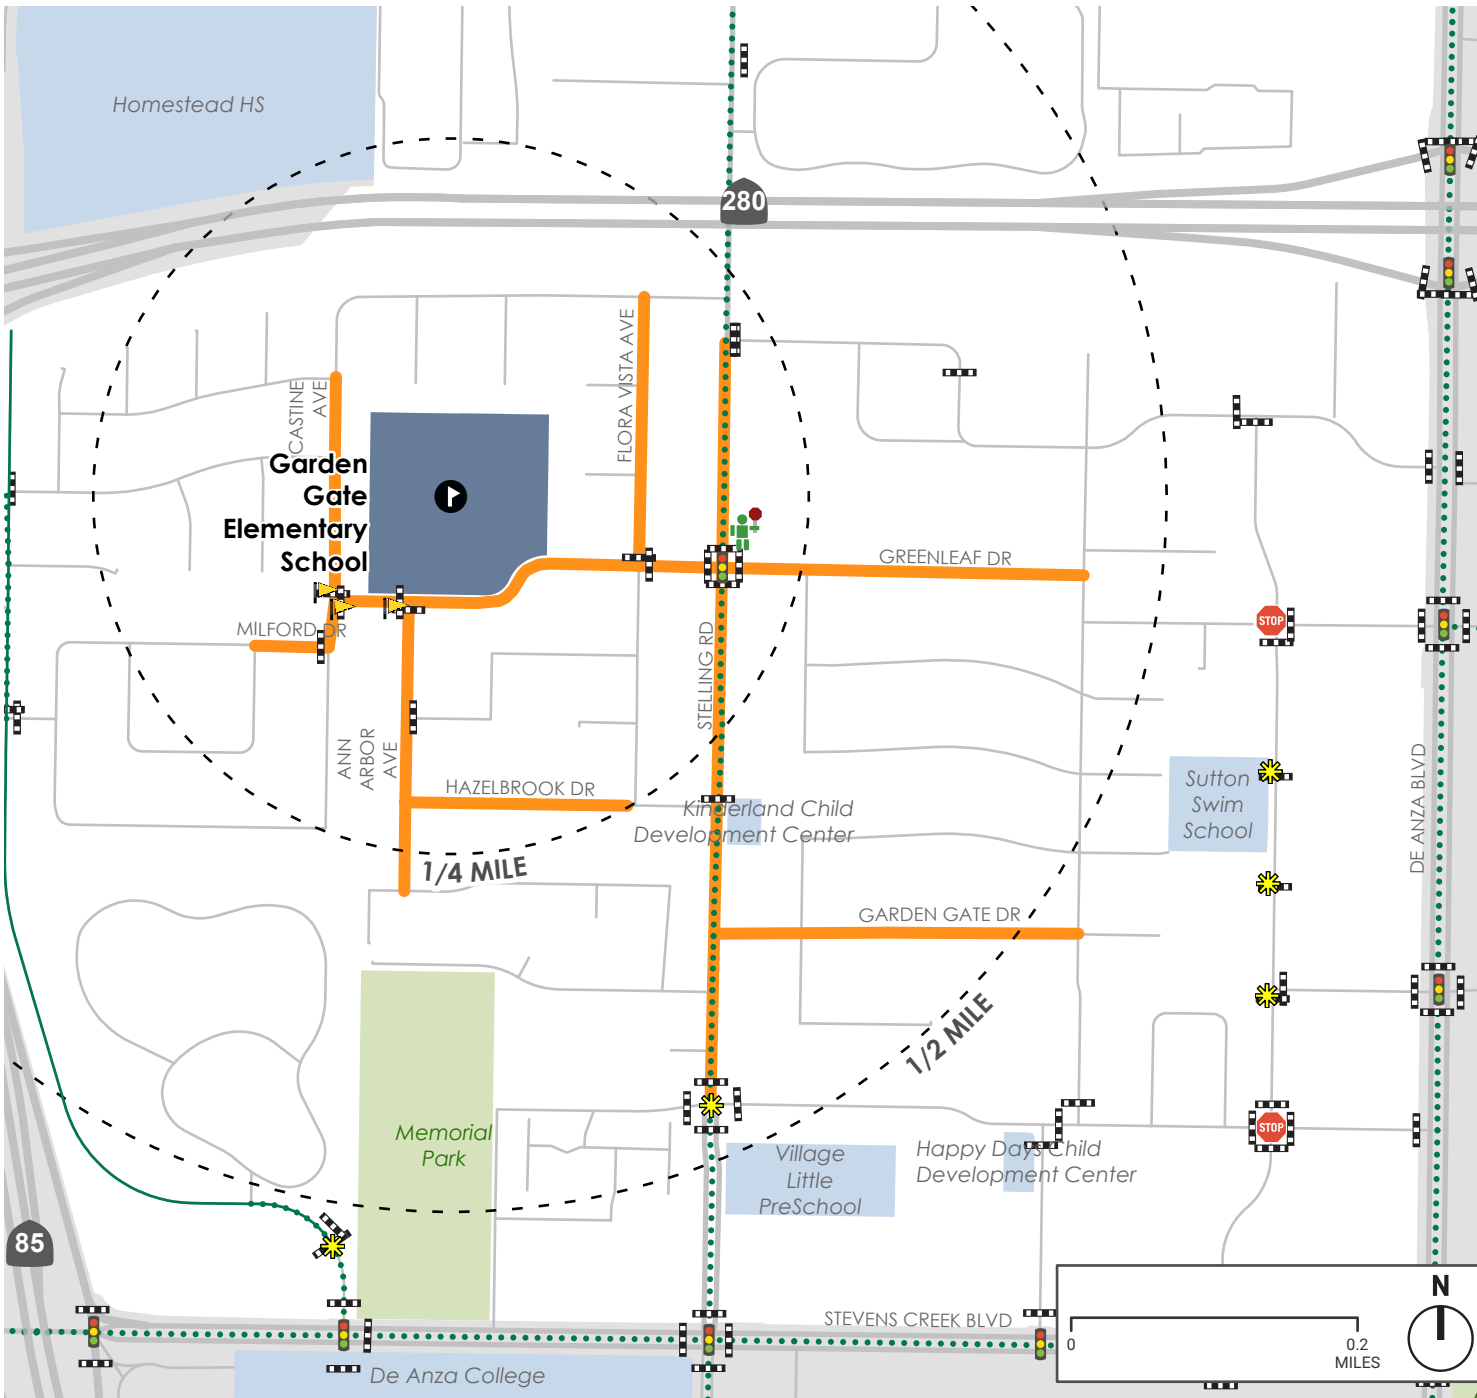 Homestead HS
280
FLORA VISTA AVE
CASTINE
AVE
Garden
Gate
Elementary
School
GREENLEAF DR
MILFORD DR
STOP
STELLING RD
ANN
ARBOR
AVE
HAZELBROOK DR
Kinderland Child
Development Center
Sutton
Swim
School
DE ANZA BLVD
1/4 MILE
GARDEN GATE DR
1/2 MILE
Memorial
Park
Village
Little
PreSchool
Happy Days Child
Development Center
STOP
85
STEVENS CREEK BLVD
De Anza College
N
0
0.2
MILES